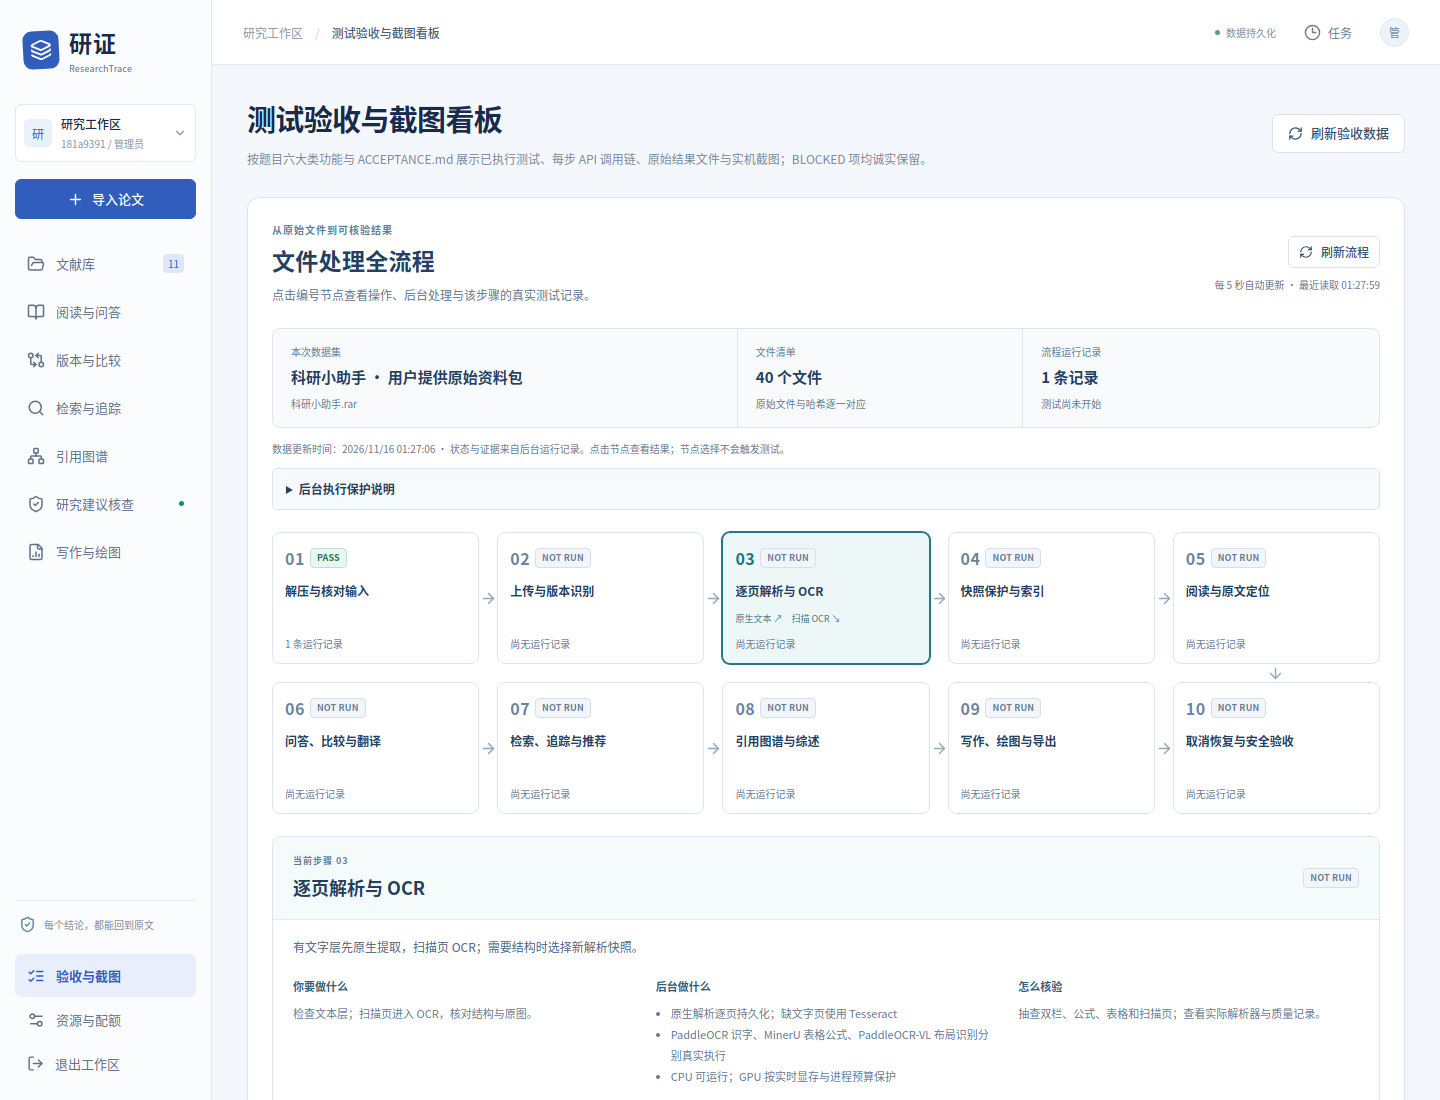 研证
ResearchTrace
研
研究工作区
181a9391 / 管理员
导入论文
文献库
11
阅读与问答
版本与比较
检索与追踪
引用图谱
研究建议核查
写作与绘图
每个结论，都能回到原文
验收与截图
资源与配额
退出工作区
研究工作区 / 测试验收与截图看板
数据持久化
任务
管
测试验收与截图看板
按题目六大类功能与 ACCEPTANCE.md 展示已执行测试、每步 API 调用链、原始结果文件与实机截图；BLOCKED 项均诚实保留。
刷新验收数据
从原始文件到可核验结果
文件处理全流程
点击编号节点查看操作、后台处理与该步骤的真实测试记录。
刷新流程
每 5 秒自动更新 · 最近读取 01:27:59
本次数据集
科研小助手 · 用户提供原始资料包
科研小助手.rar
文件清单
40 个文件
原始文件与哈希逐一对应
流程运行记录
1 条记录
测试尚未开始
数据更新时间：2026/11/16 01:27:06 · 状态与证据来自后台运行记录。点击节点查看结果；节点选择不会触发测试。
▶ 后台执行保护说明
01 PASS
解压与核对输入
1 条运行记录
02 NOT RUN
上传与版本识别
尚无运行记录
03 NOT RUN
逐页解析与 OCR
原生文本 ↗ 扫描 OCR ↘
尚无运行记录
04 NOT RUN
快照保护与索引
尚无运行记录
05 NOT RUN
阅读与原文定位
尚无运行记录
06 NOT RUN
问答、比较与翻译
尚无运行记录
07 NOT RUN
检索、追踪与推荐
尚无运行记录
08 NOT RUN
引用图谱与综述
尚无运行记录
09 NOT RUN
写作、绘图与导出
尚无运行记录
10 NOT RUN
取消恢复与安全验收
尚无运行记录
当前步骤 03
逐页解析与 OCR
NOT RUN
有文字层先原生提取，扫描页 OCR；需要结构时选择新解析快照。
你要做什么
检查文本层；扫描页进入 OCR，核对结构与原图。
后台做什么
• 原生解析逐页持久化；缺文字页使用 Tesseract
• PaddleOCR 识字、MinerU 表格公式、PaddleOCR-VL 布局识别分
别真实执行
• CPU 可运行；GPU 按实时显存与进程预算保护
怎么核验
抽查双栏、公式、表格和扫描页；查看实际解析器与质量记录。